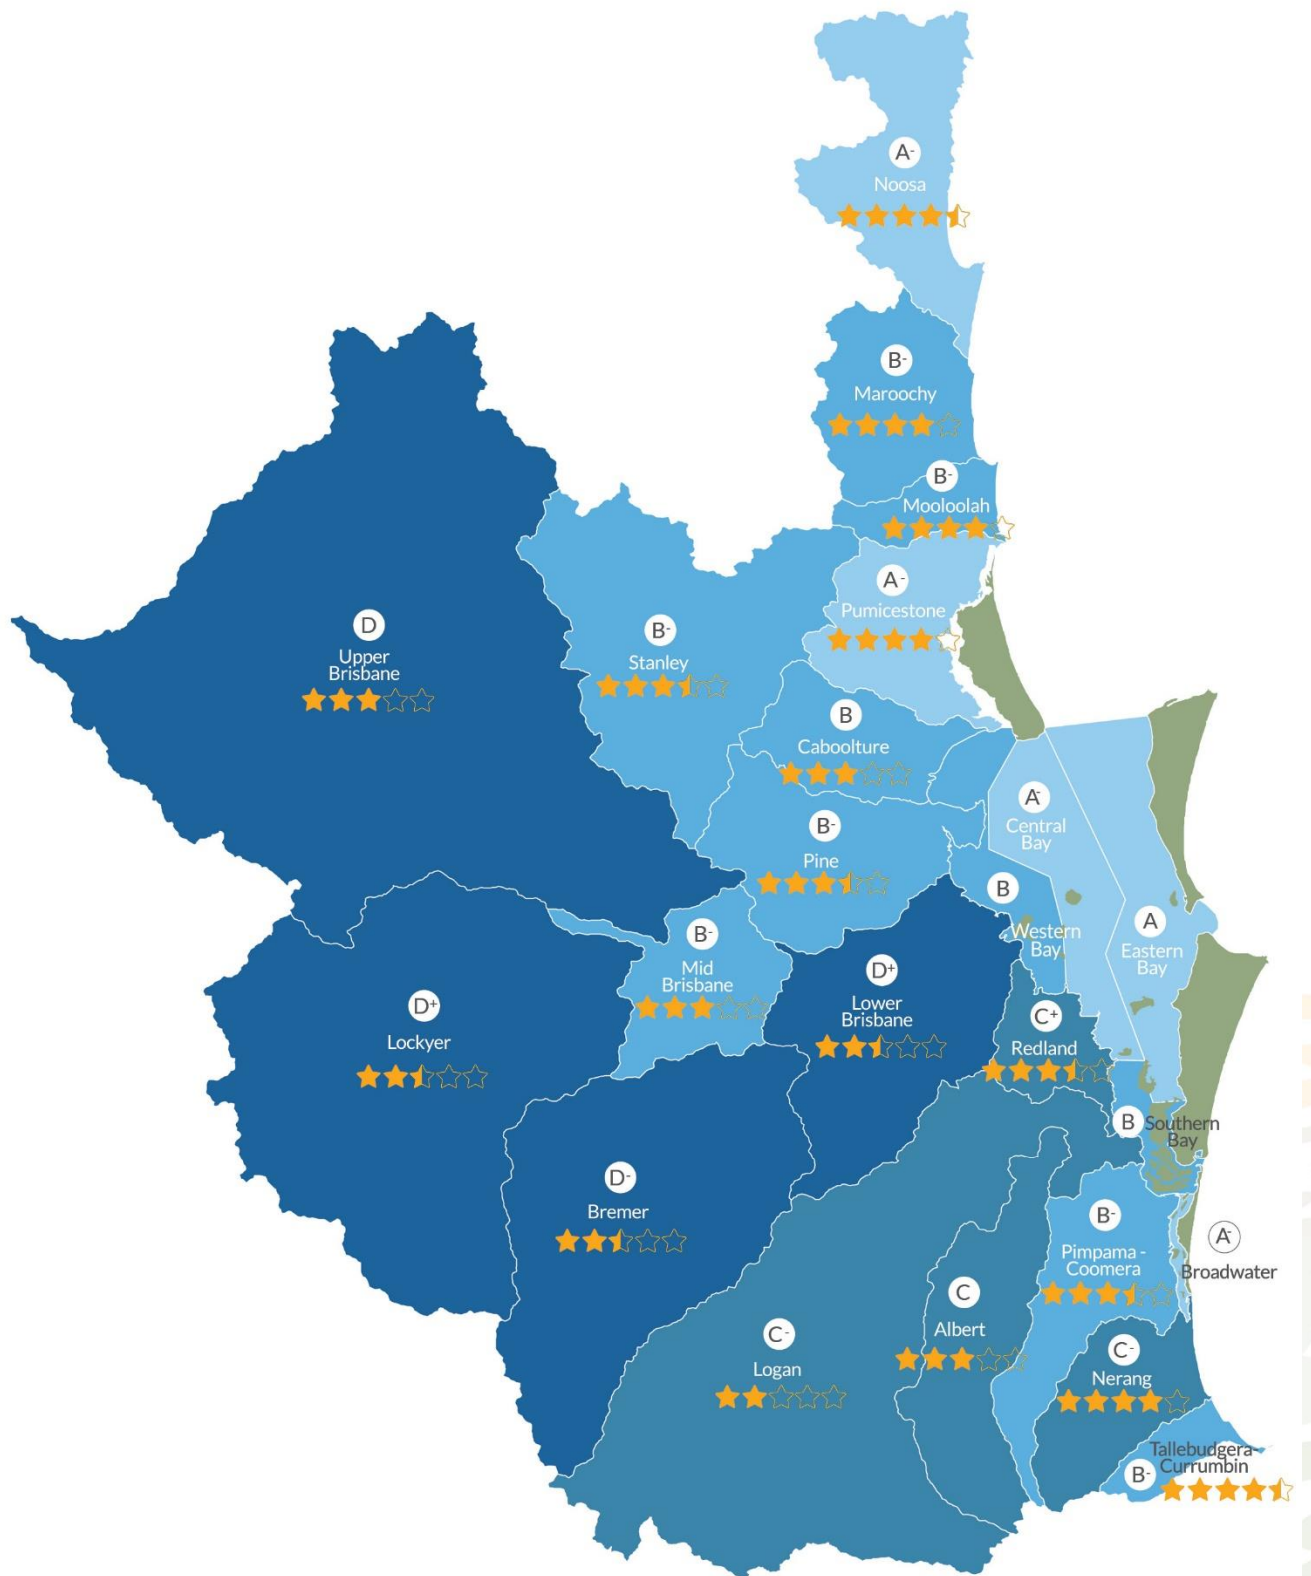 A-
Noosa
B-
Maroochy
B-
Mooloolah
A-
Pumicestone
D
Upper
Brisbane
B-
Stanley
B
Caboolture
A-
Central
Bay
B-
Pine
B
Western
Bay
A
Eastern
Bay
B-
Mid
Brisbane
D+
Lower
Brisbane
D+
Lockyer
C+
Redland
B
Southern
Bay
D-
Bremer
B-
Pimpama -
Coomera
A-
Broadwater
C
Albert
C-
Logan
C-
Nerang
Tallebudgera-
Currumbin
B-